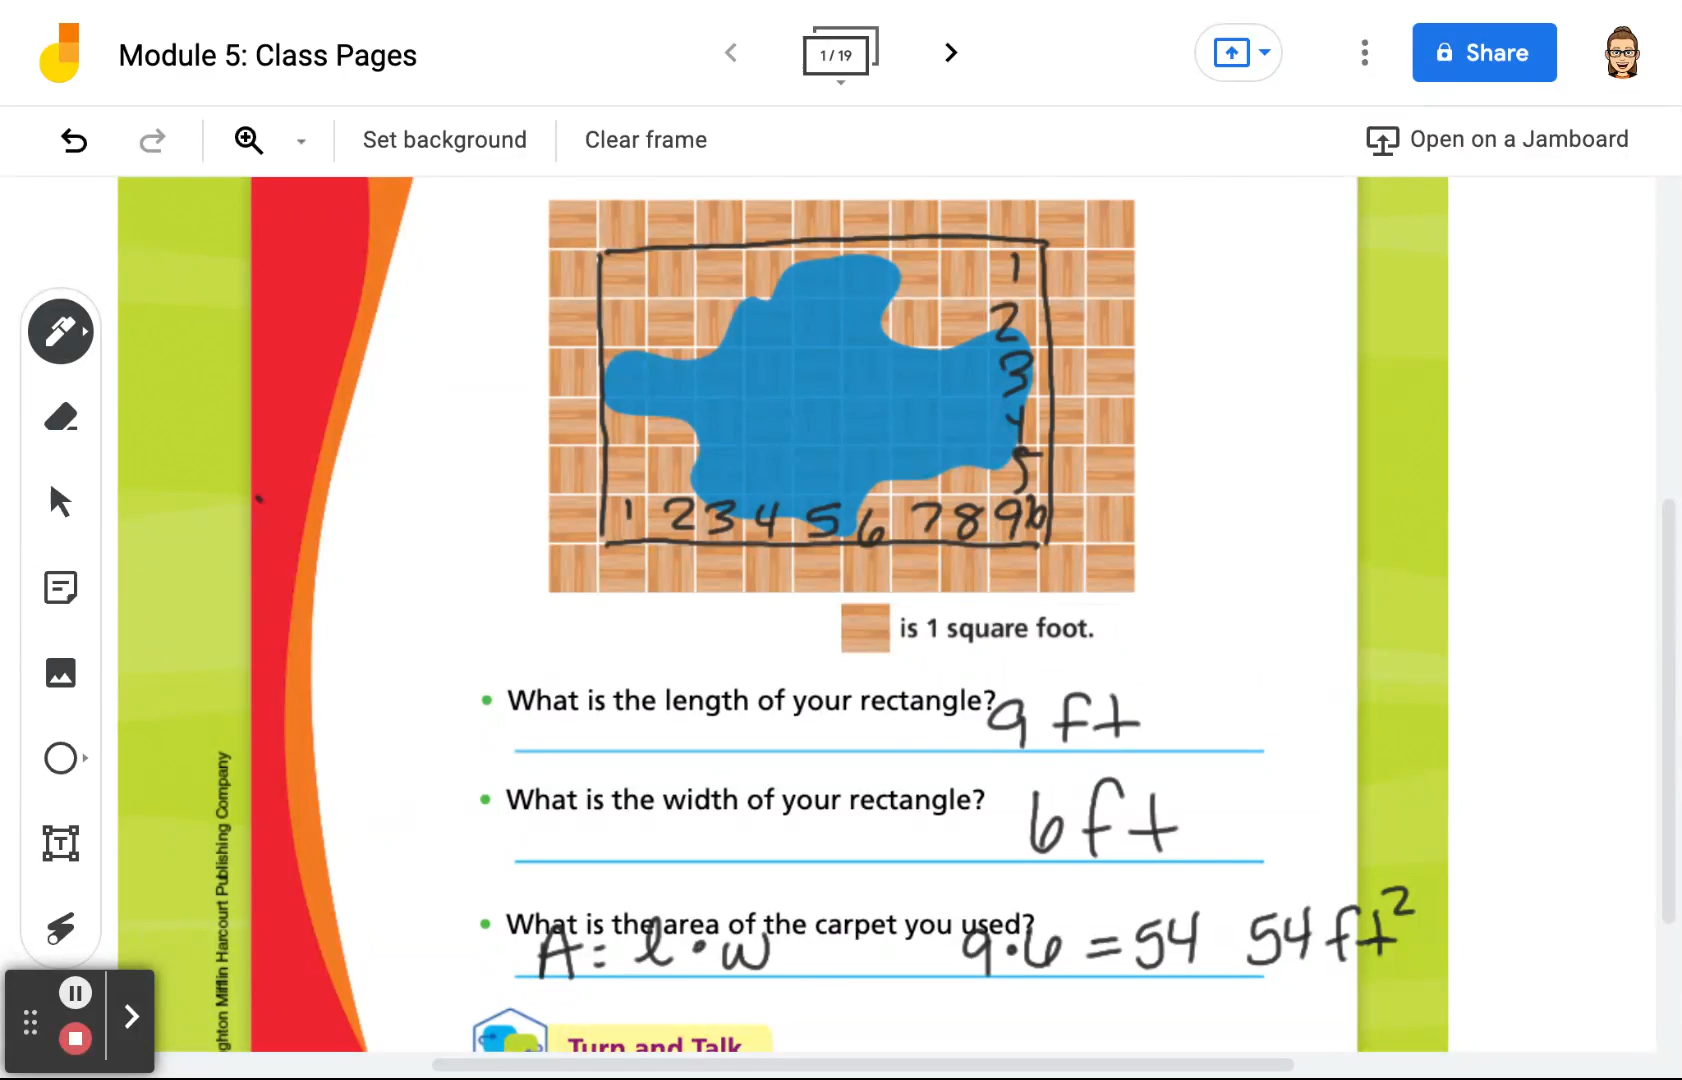 Module 5: Class Pages
1 / 19
Share
Set background
Clear frame
Open on a Jamboard
1
2
3
4
5
1 2 3 4 5 6 7 8 9 6
is 1 square foot.
• What is the length of your rectangle? 9 ft
• What is the width of your rectangle? 6 ft
• What is the area of the carpet you used?
A = l • w 9 • 6 = 54 54 ft²
Turn and Talk
ghton Mifflin Harcourt Publishing Company